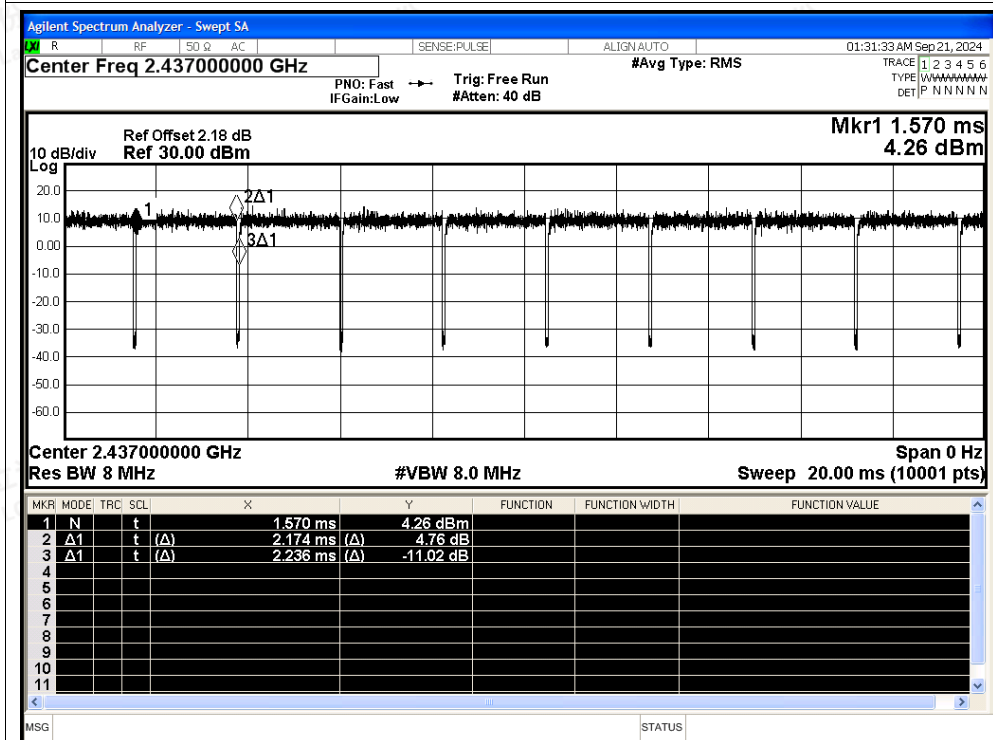 Agilent Spectrum Analyzer - Swept SA
LXI R RF 50 Ω AC SENSE:PULSE ALIGN AUTO 01:31:33 AM Sep 21, 2024
Center Freq 2.437000000 GHz #Avg Type: RMS TRACE 1 2 3 4 5 6
PNO: Fast Trig: Free Run TYPE WWWWWW
IFGain:Low #Atten: 40 dB DET P N N N N N
Mkr1 1.570 ms
Ref Offset 2.18 dB
10 dB/div Ref 30.00 dBm 4.26 dBm
Log
20.0
2Δ1
1
10.0
3Δ1
0.00
-10.0
-20.0
-30.0
-40.0
-50.0
-60.0
Center 2.437000000 GHz Span 0 Hz
Res BW 8 MHz #VBW 8.0 MHz Sweep 20.00 ms (10001 pts)
MKR MODE TRC SCL X Y FUNCTION FUNCTION WIDTH FUNCTION VALUE
1 N t 1.570 ms 4.26 dBm
2 Δ1 t (Δ) 2.174 ms (Δ) 4.76 dB
3 Δ1 t (Δ) 2.236 ms (Δ) -11.02 dB
4
5
6
7
8
9
10
11
MSG STATUS